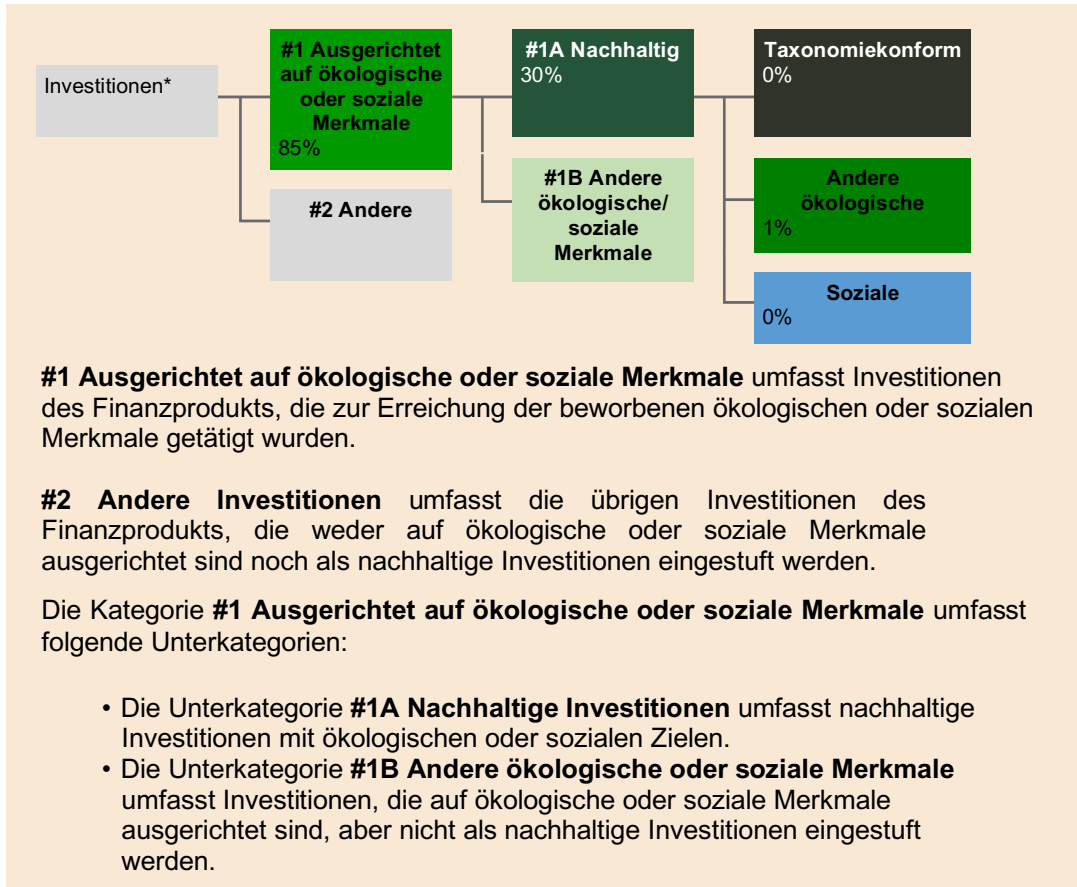 Investitionen*
#1 Ausgerichtet
auf ökologische
oder soziale
Merkmale
85%
#2 Andere
#1A Nachhaltig
30%
#1B Andere
ökologische/
soziale
Merkmale
Taxonomiekonform
0%
Andere
ökologische
1%
Soziale
0%
#1 Ausgerichtet auf ökologische oder soziale Merkmale umfasst Investitionen
des Finanzprodukts, die zur Erreichung der beworbenen ökologischen oder sozialen
Merkmale getätigt wurden.
#2 Andere Investitionen umfasst die übrigen Investitionen des
Finanzprodukts, die weder auf ökologische oder soziale Merkmale
ausgerichtet sind noch als nachhaltige Investitionen eingestuft werden.
Die Kategorie #1 Ausgerichtet auf ökologische oder soziale Merkmale umfasst
folgende Unterkategorien:
• Die Unterkategorie #1A Nachhaltige Investitionen umfasst nachhaltige
Investitionen mit ökologischen oder sozialen Zielen.
• Die Unterkategorie #1B Andere ökologische oder soziale Merkmale
umfasst Investitionen, die auf ökologische oder soziale Merkmale
ausgerichtet sind, aber nicht als nachhaltige Investitionen eingestuft
werden.